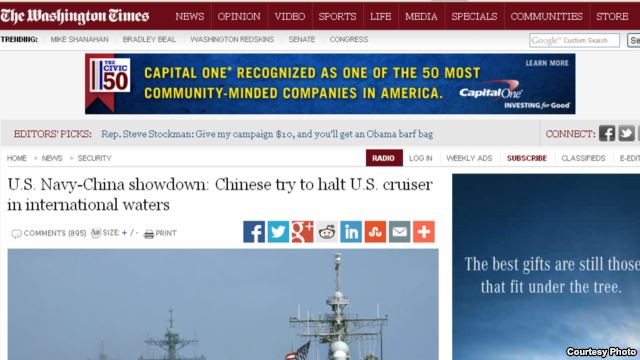 The Washington Times
NEWS OPINION VIDEO SPORTS LIFE MEDIA SPECIALS COMMUNITIES STORE
TRENDING: MIKE SHANAHAN BRADLEY BEAL WASHINGTON REDSKINS SENATE CONGRESS
Google™ Custom Search Se
THE CIVIC 50
CAPITAL ONE® RECOGNIZED AS ONE OF THE 50 MOST
COMMUNITY-MINDED COMPANIES IN AMERICA.
LEARN MORE
CapitalOne®
INVESTING for Good®
EDITORS' PICKS: Rep. Steve Stockman: Give my campaign $10, and you'll get an Obama barf bag
CONNECT:
HOME NEWS SECURITY
RADIO LOG IN WEEKLY ADS SUBSCRIBE CLASSIFIEDS E-EDIT
U.S. Navy-China showdown: Chinese try to halt U.S. cruiser
in international waters
COMMENTS (895) SIZE: + / - PRINT
The best gifts are still those
that fit under the tree.
Courtesy Photo